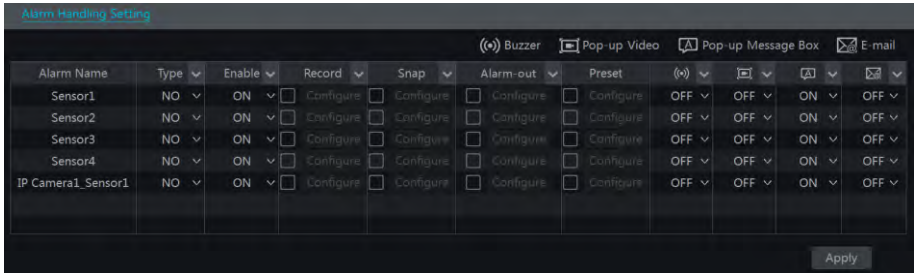 Alarm Handling Setting
Buzzer Pop-up Video Pop-up Message Box E-mail
Alarm Name Type Enable Record Snap Alarm-out Preset
Sensor1 NO ON Configure Configure Configure Configure OFF OFF ON OFF
Sensor2 NO ON Configure Configure Configure Configure OFF OFF ON OFF
Sensor3 NO ON Configure Configure Configure Configure OFF OFF ON OFF
Sensor4 NO ON Configure Configure Configure Configure OFF OFF ON OFF
IP Camera1_Sensor1 NO ON Configure Configure Configure Configure OFF OFF ON OFF
Apply